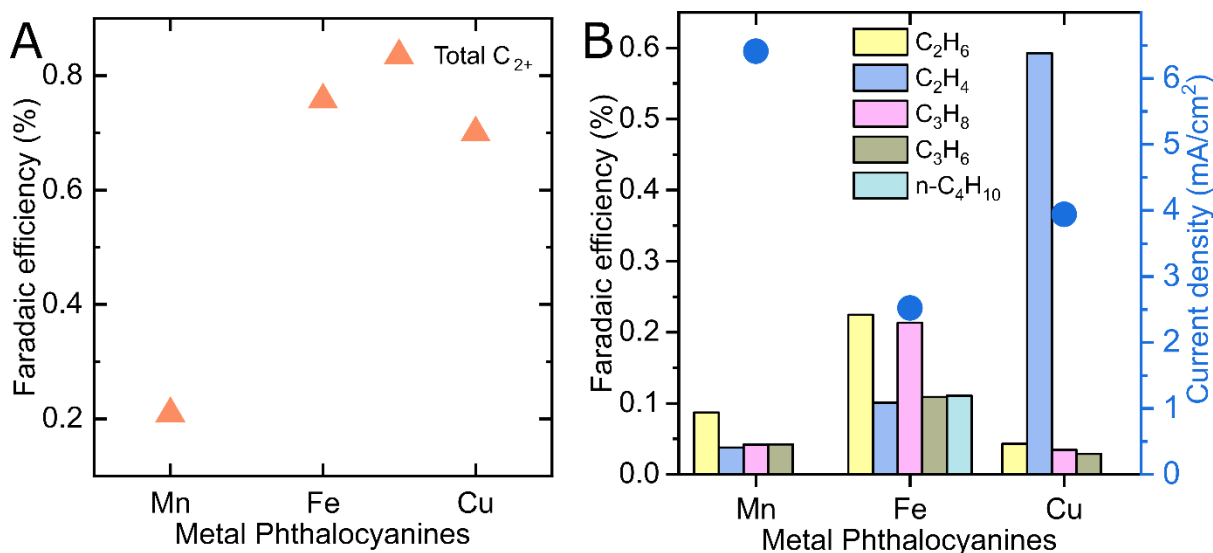 A
Total C2+
Faradaic efficiency (%)
0.8
0.6
0.4
0.2
Mn Fe Cu
Metal Phthalocyanines
B
C2H6
C2H4
C3H8
C3H6
n-C4H10
Faradaic efficiency (%)
0.6
0.5
0.4
0.3
0.2
0.1
0.0
Current density (mA/cm2)
6
5
4
3
2
1
0
Mn Fe Cu
Metal Phthalocyanines